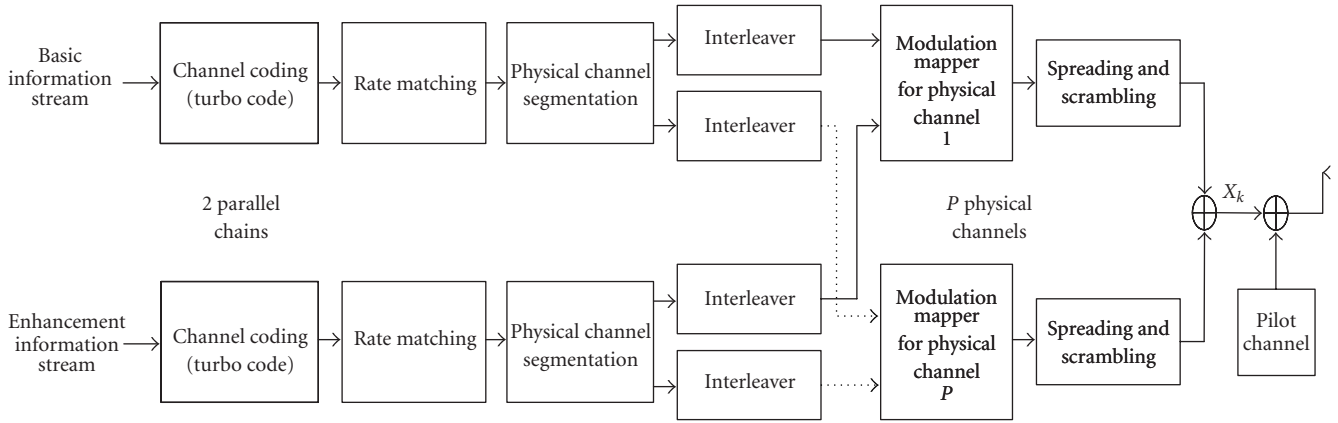 Basic
information
stream
Channel coding
(turbo code)
Rate matching
Physical channel
segmentation
Interleaver
Interleaver
Modulation
mapper
for physical
channel
1
Spreading and
scrambling
2 parallel
chains
P physical
channels
X_k
Enhancement
information
stream
Channel coding
(turbo code)
Rate matching
Physical channel
segmentation
Interleaver
Interleaver
Modulation
mapper
for physical
channel
P
Spreading and
scrambling
Pilot
channel